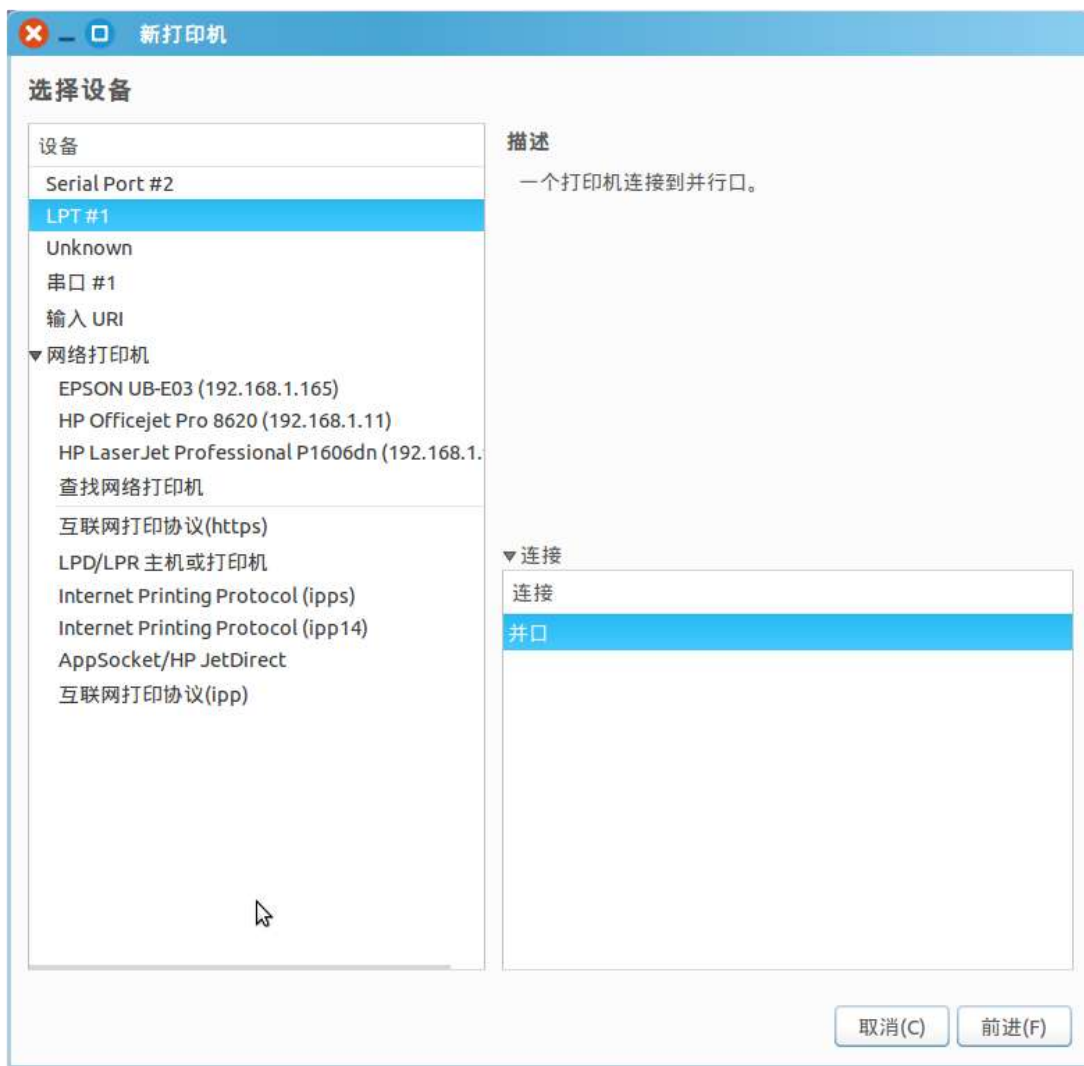 新打印机
选择设备
设备
Serial Port #2
LPT #1
Unknown
串口 #1
输入 URI
网络打印机
EPSON UB-E03 (192.168.1.165)
HP Officejet Pro 8620 (192.168.1.11)
HP LaserJet Professional P1606dn (192.168.1.
查找网络打印机
互联网打印协议(https)
LPD/LPR 主机或打印机
Internet Printing Protocol (ipps)
Internet Printing Protocol (ipp14)
AppSocket/HP JetDirect
互联网打印协议(ipp)
描述
一个打印机连接到并行口。
连接
连接
并口
取消(C)
前进(F)